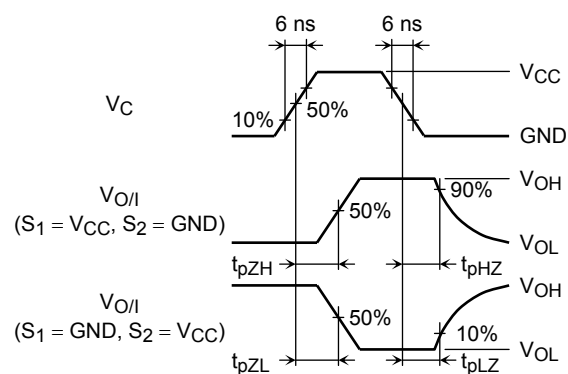 6 ns 6 ns
V_CC
V_C
10% 50%
GND
V_OH
V_O/I
90%
(S_1 = V_CC, S_2 = GND)
50%
V_OL
t_pZH t_pHZ
V_OH
V_O/I
50%
(S_1 = GND, S_2 = V_CC)
10%
V_OL
t_pZL t_pLZ